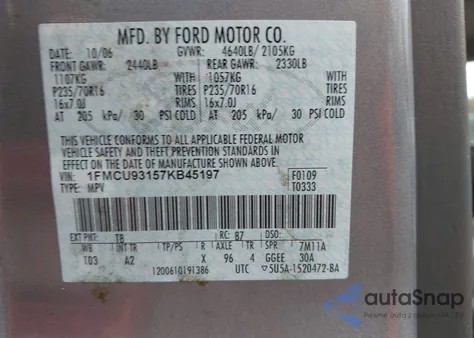 MFD. BY FORD MOTOR CO.
DATE: 10/06 GVWR: 4640LB/ 2105KG
FRONT GAWR: 2440LB REAR GAWR: 2330LB
1107KG WITH 1057KG WITH
P235/70R16 TIRES P235/70R16 TIRES
16x7.0J RIMS 16x7.0J RIMS
AT 205 kPa/ 30 PSI COLD AT 205 kPa/ 30 PSI COLD
THIS VEHICLE CONFORMS TO ALL APPLICABLE FEDERAL MOTOR
VEHICLE SAFETY AND THEFT PREVENTION STANDARDS IN EFFECT ON
THE DATE OF MANUFACTURE SHOWN ABOVE.
VIN: 1FMCU93157KB45197 F0109
TYPE: MPV T0333
EXT PNT: T8 RC: 87 DSO:
WB INT TR TP/PS R AXLE TR SPR 7M11A
T03 A2 X 96 4 GGEE 30A
1200610191386 UTC ▽5U5A-1520472-BA
autoSnap